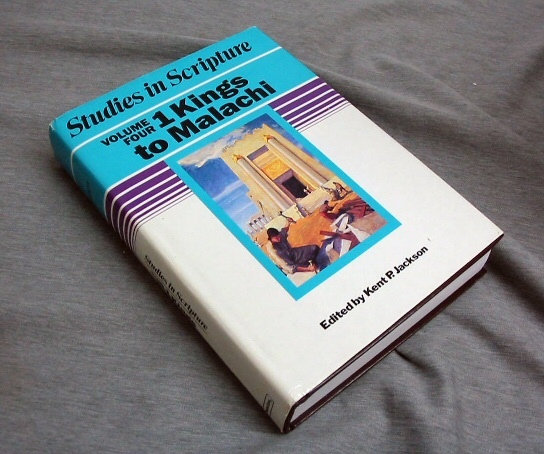 Studies in Scripture
VOLUME
FOUR
1 Kings
to Malachi
Edited by Kent P. Jackson
Studies in Scripture